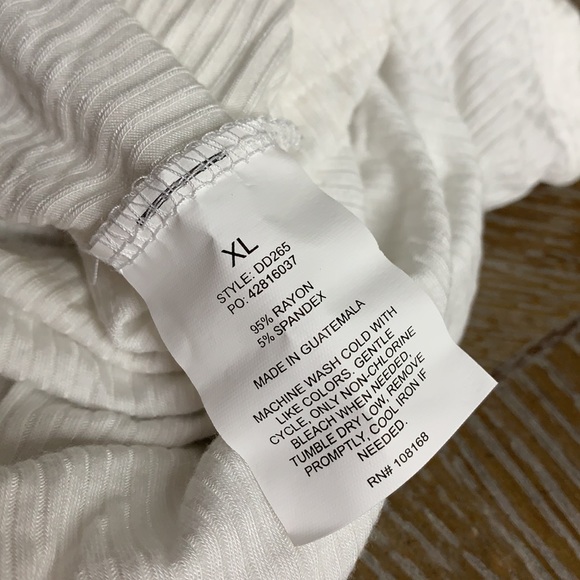 XL
STYLE: DD265
PO: 42816037
95% RAYON
5% SPANDEX
MADE IN GUATEMALA
MACHINE WASH COLD WITH
LIKE COLORS. GENTLE
CYCLE. ONLY NON-CHLORINE
BLEACH WHEN NEEDED,
TUMBLE DRY LOW, REMOVE
PROMPTLY, COOL IRON IF
NEEDED.
RN# 108168